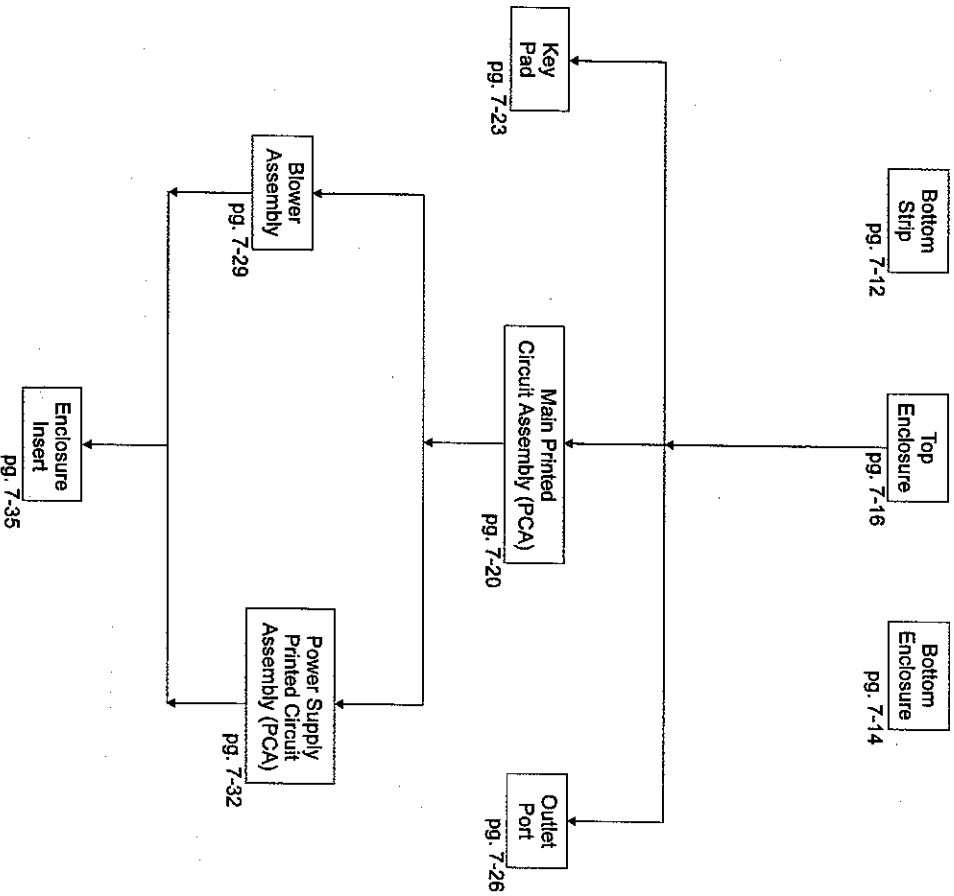 Bottom
Strip
pg. 7-12
Top
Enclosure
pg. 7-16
Bottom
Enclosure
pg. 7-14
Key
Pad
pg. 7-23
Main Printed
Circuit Assembly (PCA)
pg. 7-20
Outlet
Port
pg. 7-26
Blower
Assembly
pg. 7-29
Power Supply
Printed Circuit
Assembly (PCA)
pg. 7-32
Enclosure
Insert
pg. 7-35